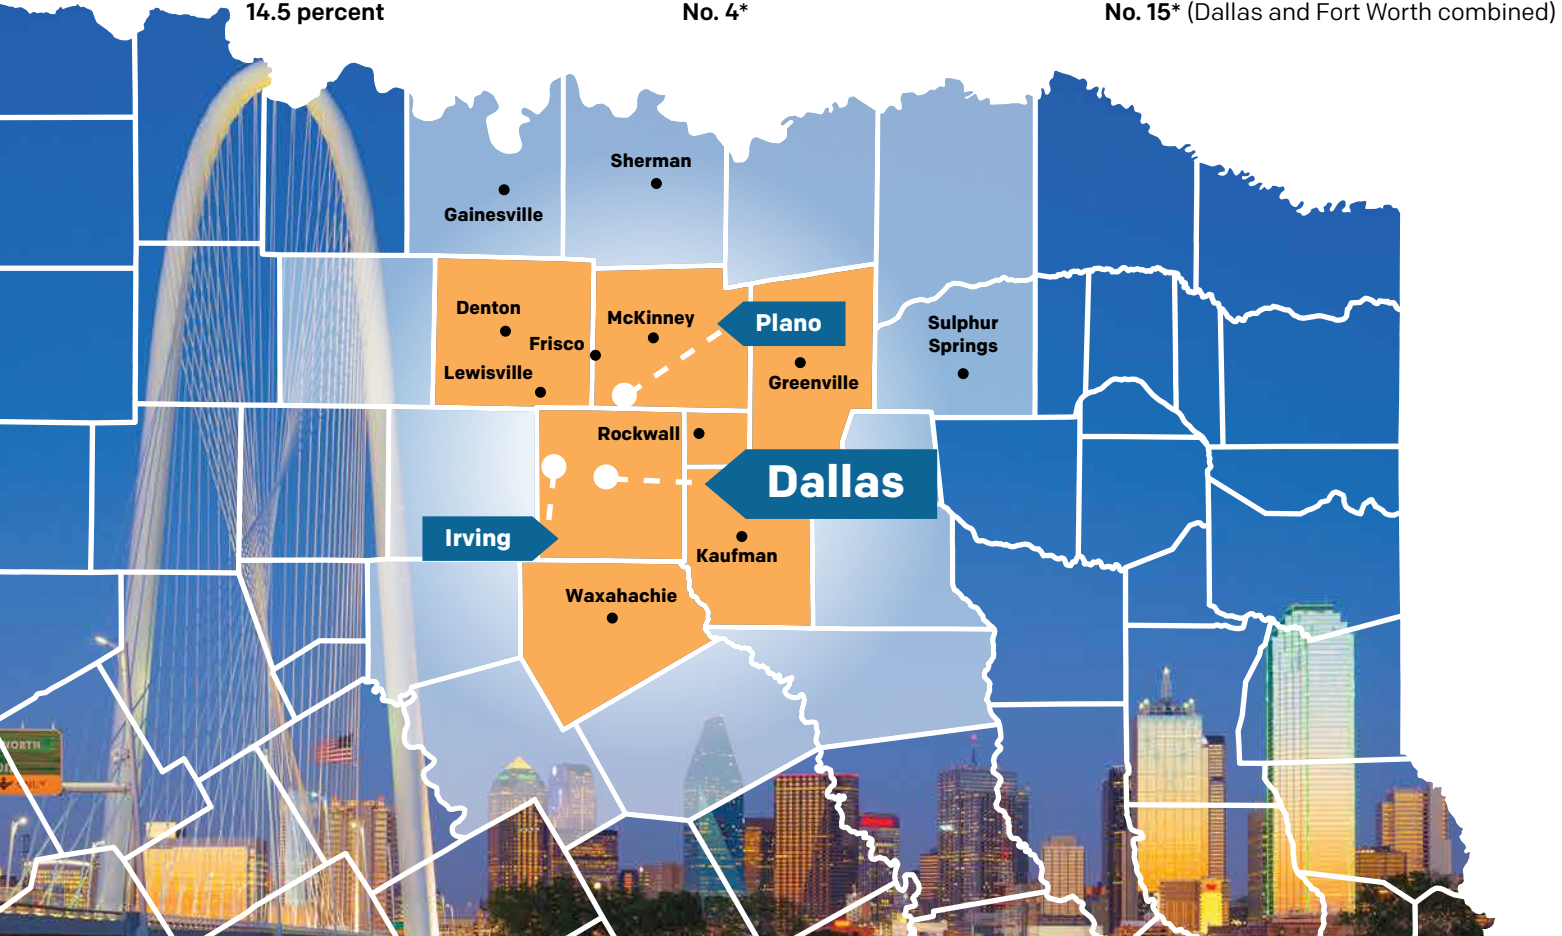 14.5 percent
No. 4*
No. 15* (Dallas and Fort Worth combined)
Sherman
Gainesville
Denton
McKinney
Plano
Frisco
Sulphur
Springs
Lewisville
Greenville
Rockwall
Dallas
Irving
Kaufman
Waxahachie
NORTH